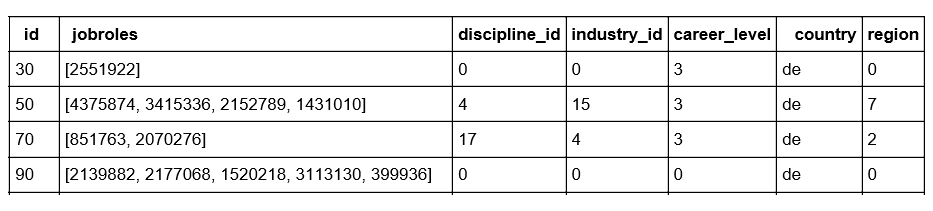 id jobroles discipline_id industry_id career_level country region
30 [2551922] 0 0 3 de 0
50 [4375874, 3415336, 2152789, 1431010] 4 15 3 de 7
70 [851763, 2070276] 17 4 3 de 2
90 [2139882, 2177068, 1520218, 3113130, 399936] 0 0 0 de 0